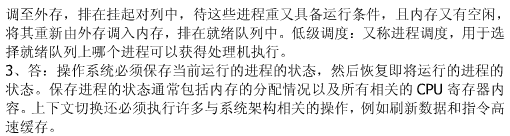 调至外存，排在挂起对列中，待这些进程重又具备运行条件，且内存又有空闲，
将其重新由外存调入内存，排在就绪队列中。低级调度：又称进程调度，用于选
择就绪队列上哪个进程可以获得处理机执行。
3、答：操作系统必须保存当前运行的进程的状态，然后恢复即将运行的进程的
状态。保存进程的状态通常包括内存的分配情况以及所有相关的 CPU 寄存器内
容。上下文切换还必须执行许多与系统架构相关的操作，例如刷新数据和指令高
速缓存。